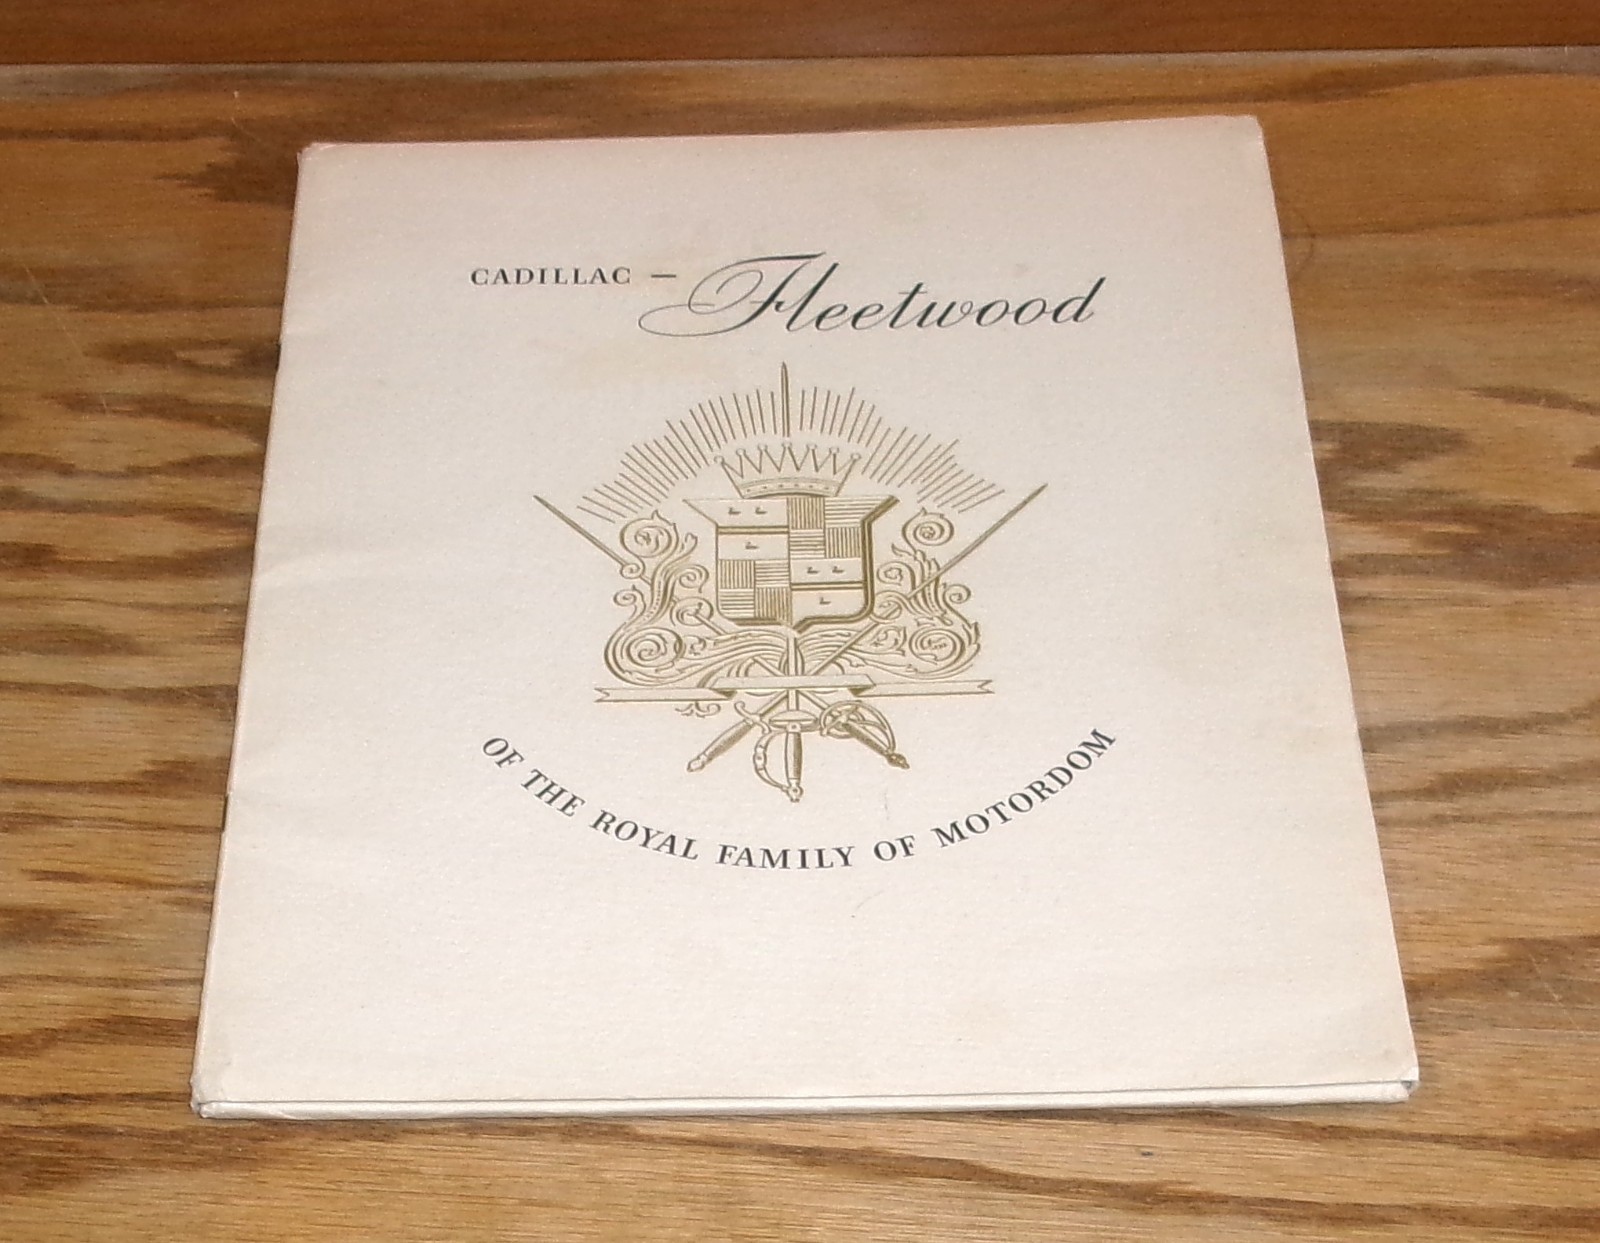 CADILLAC — Fleetwood
OF THE ROYAL FAMILY OF MOTORDOM